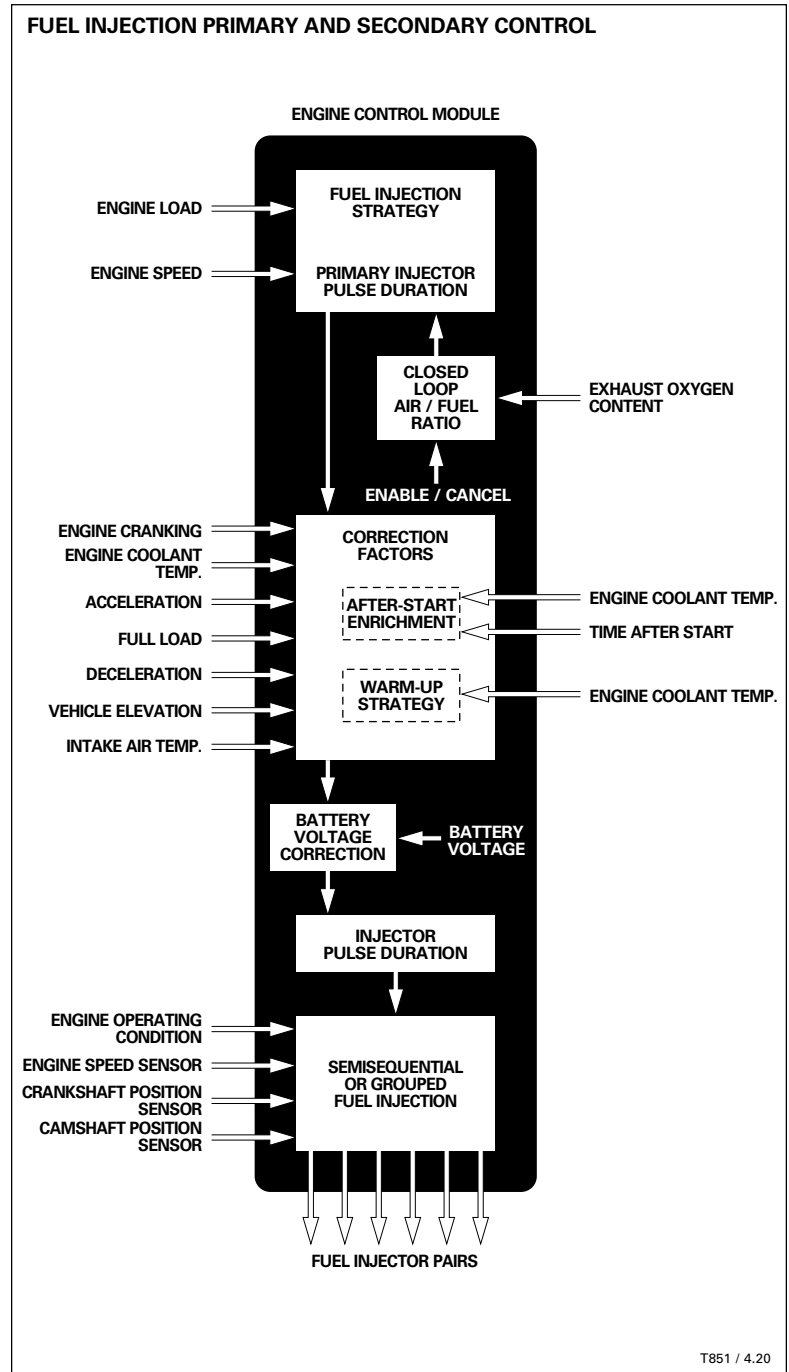 FUEL INJECTION PRIMARY AND SECONDARY CONTROL
ENGINE CONTROL MODULE
ENGINE LOAD
FUEL INJECTION
STRATEGY
ENGINE SPEED
PRIMARY INJECTOR
PULSE DURATION
CLOSED
LOOP
AIR / FUEL
RATIO
EXHAUST OXYGEN
CONTENT
ENABLE / CANCEL
ENGINE CRANKING
ENGINE COOLANT
TEMP.
ACCELERATION
FULL LOAD
DECELERATION
VEHICLE ELEVATION
INTAKE AIR TEMP.
CORRECTION
FACTORS
AFTER-START
ENRICHMENT
WARM-UP
STRATEGY
ENGINE COOLANT TEMP.
TIME AFTER START
ENGINE COOLANT TEMP.
BATTERY
VOLTAGE
CORRECTION
BATTERY
VOLTAGE
INJECTOR
PULSE DURATION
ENGINE OPERATING
CONDITION
ENGINE SPEED SENSOR
CRANKSHAFT POSITION
SENSOR
CAMSHAFT POSITION
SENSOR
SEMISEQUENTIAL
OR GROUPED
FUEL INJECTION
FUEL INJECTOR PAIRS
T851 / 4.20